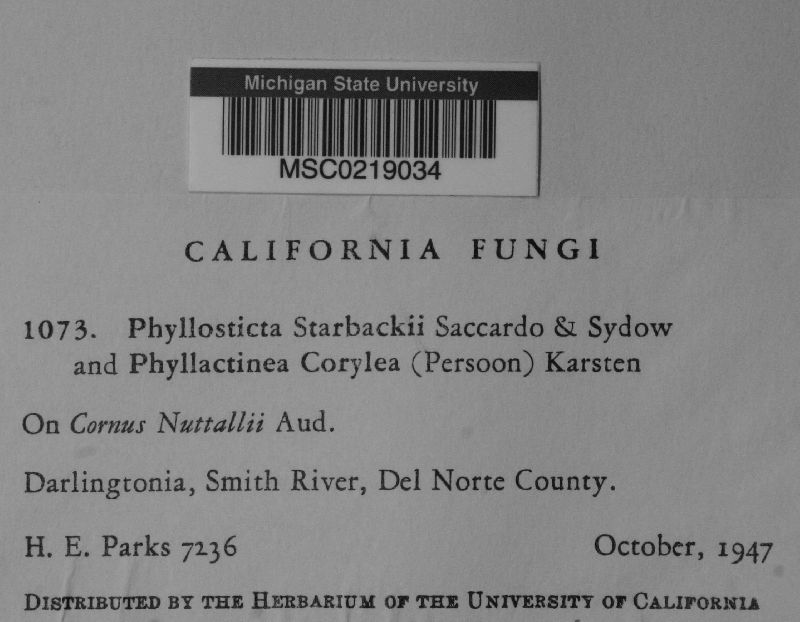 Michigan State University
MSC0219034
CALIFORNIA FUNGI
1073. Phyllosticta Starbackii Saccardo & Sydow
and Phyllactinea Corylea (Persoon) Karsten
On Cornus Nuttallii Aud.
Darlingtonia, Smith River, Del Norte County.
H. E. Parks 7236 October, 1947
DISTRIBUTED BY THE HERBARIUM OF THE UNIVERSITY OF CALIFORNIA